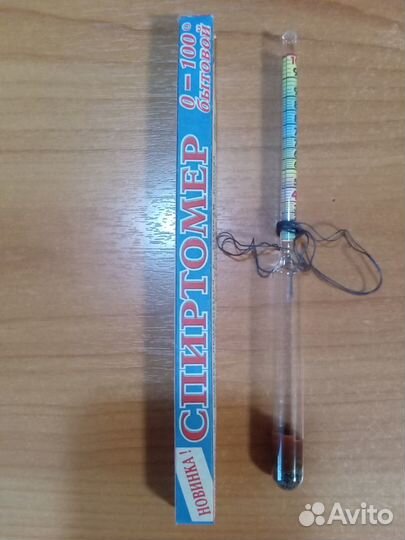 НОВИНКА!
СПИРТОМЕР
0-100°
бытовой
Avito